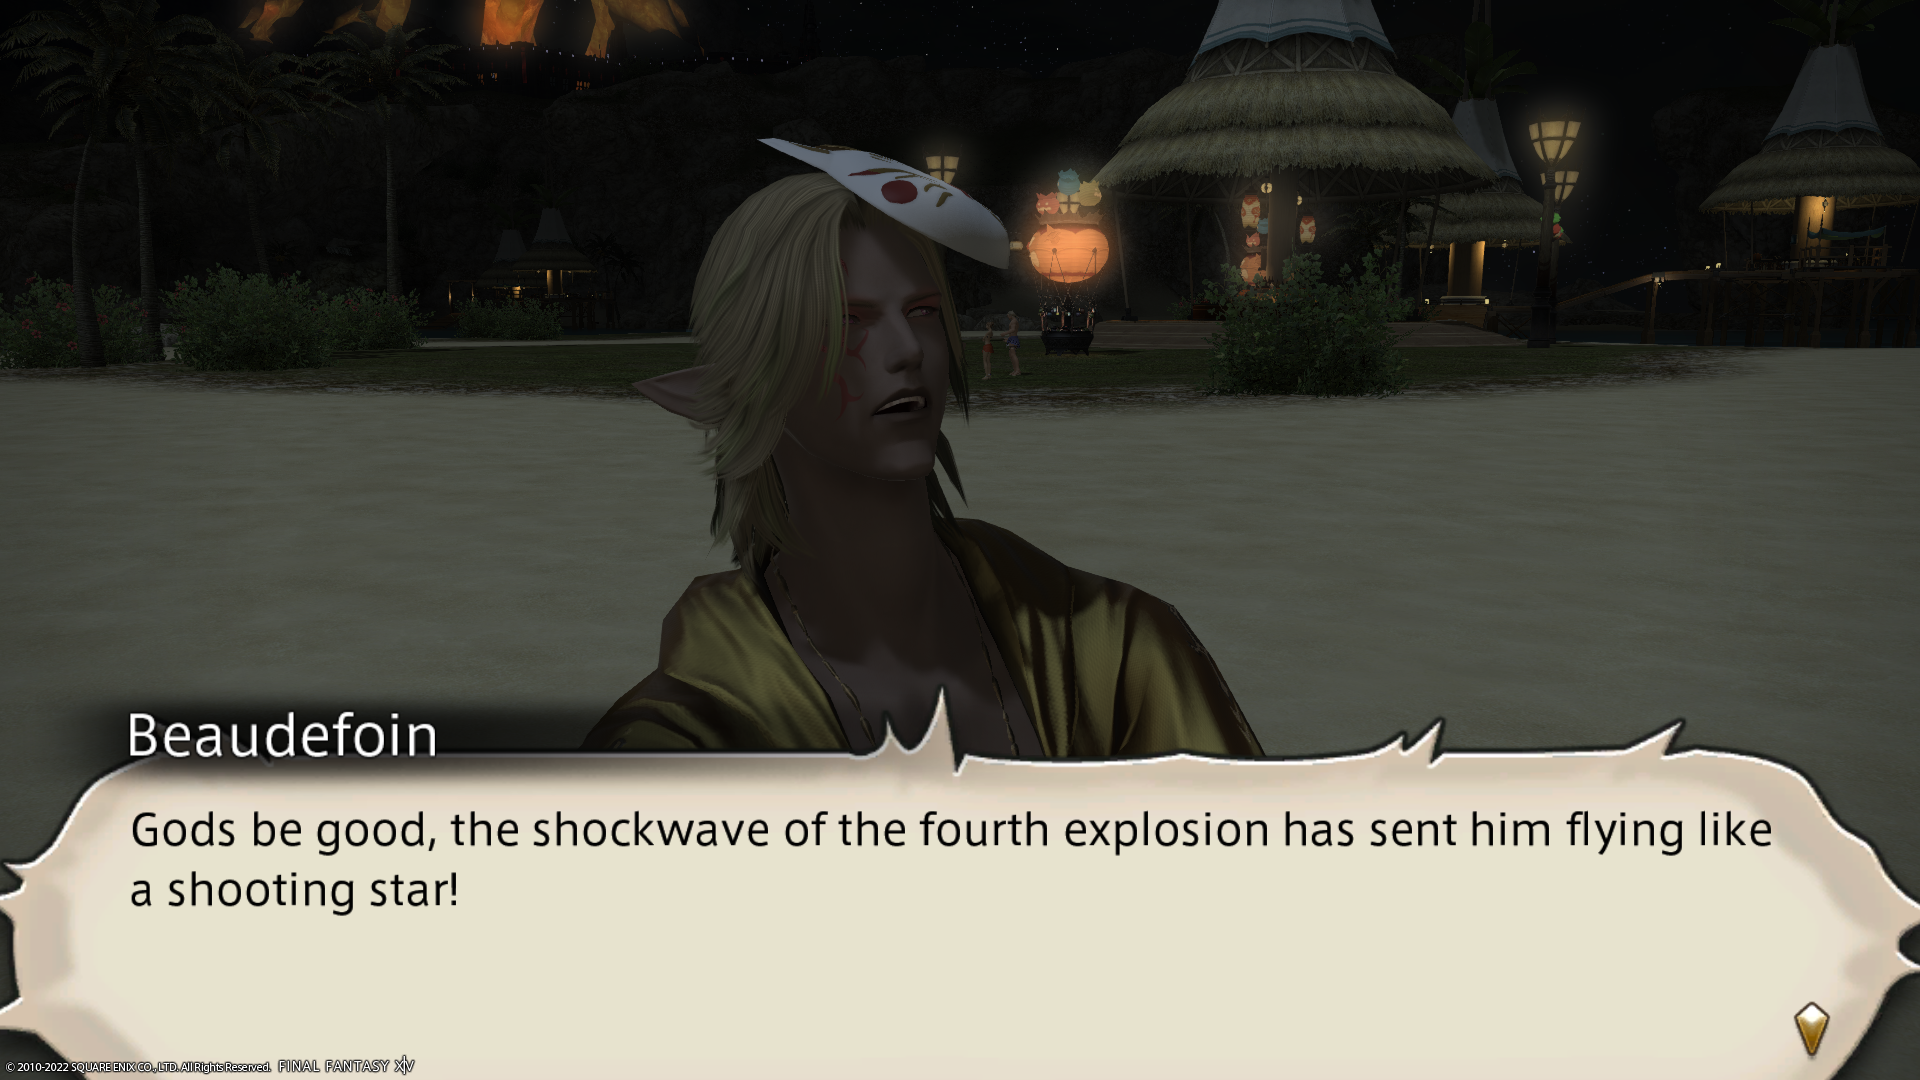 Beaudefoin
Gods be good, the shockwave of the fourth explosion has sent him flying like
a shooting star!
© 2010-2022 SQUARE ENIX CO., LTD. All Rights Reserved. FINAL FANTASY XIV